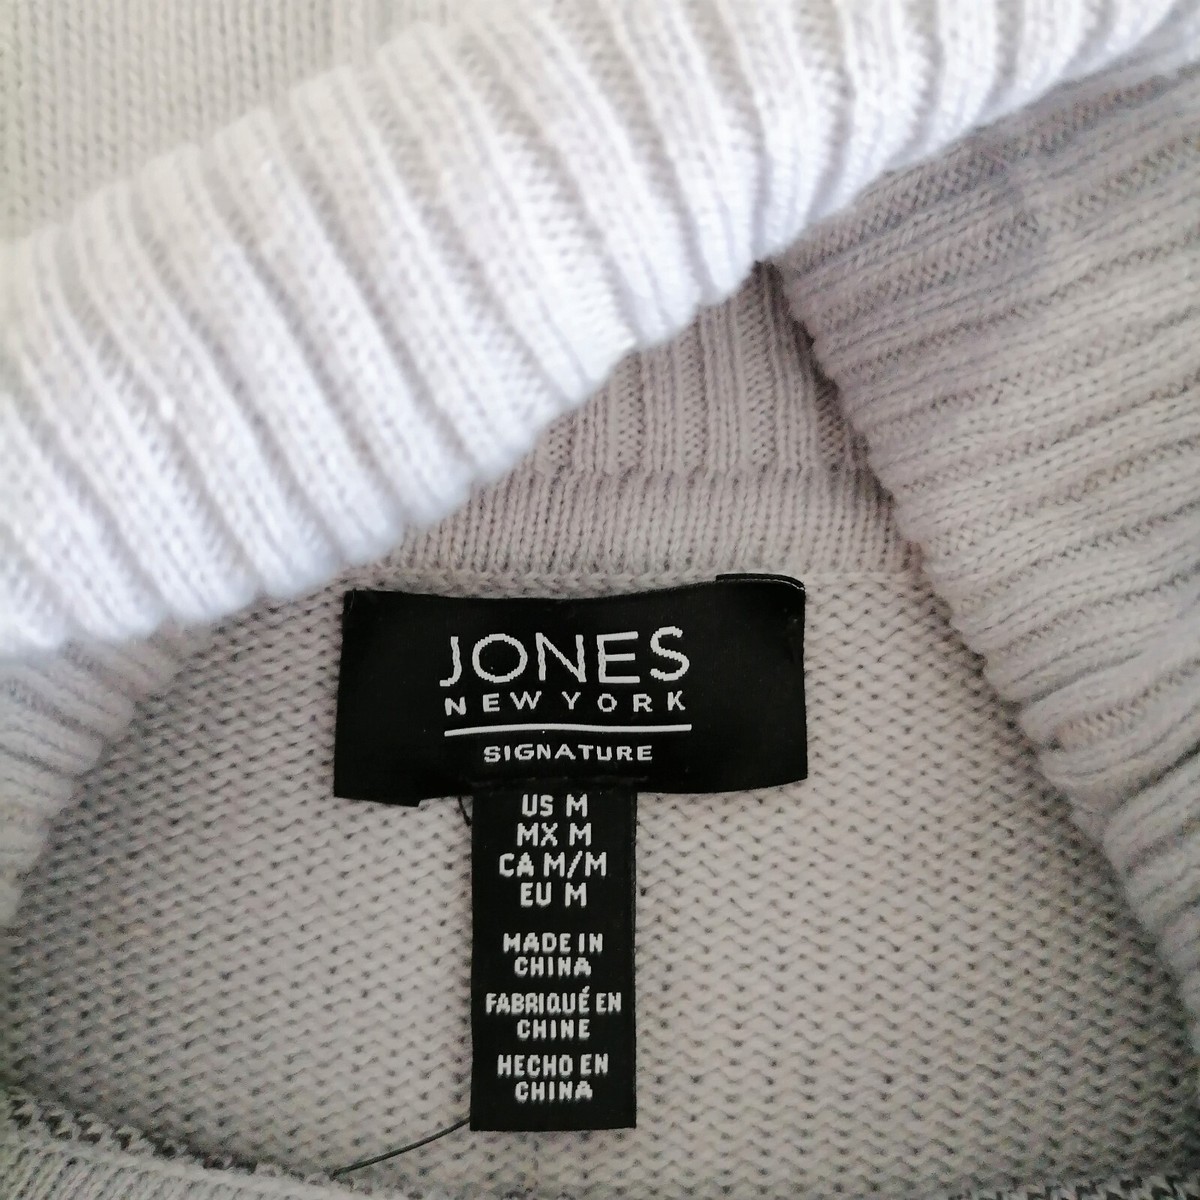 JONES
NEW YORK
SIGNATURE
US M
MX M
CA M/M
EU M
MADE IN
CHINA
FABRIQUÉ EN
CHINE
HECHO EN
CHINA